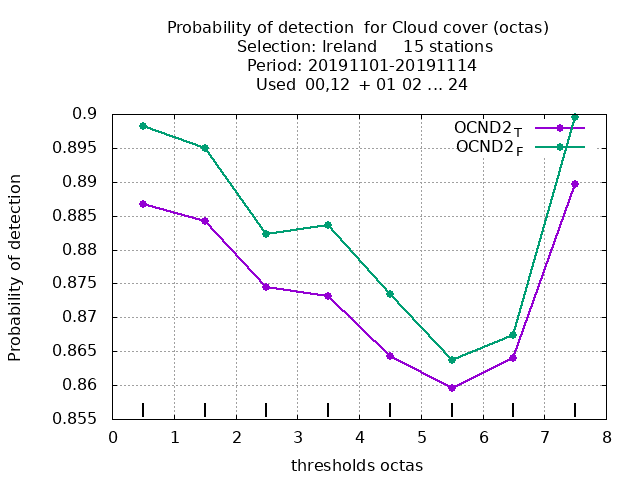 Probability of detection  for Cloud cover (octas)
Selection: Ireland     15 stations
Period: 20191101-20191114
Used  00,12  + 01 02 ... 24
OCND2T
OCND2F
0.9
0.895
0.89
0.885
0.88
0.875
0.87
0.865
0.86
0.855
0 1 2 3 4 5 6 7 8
Probability of detection
thresholds octas